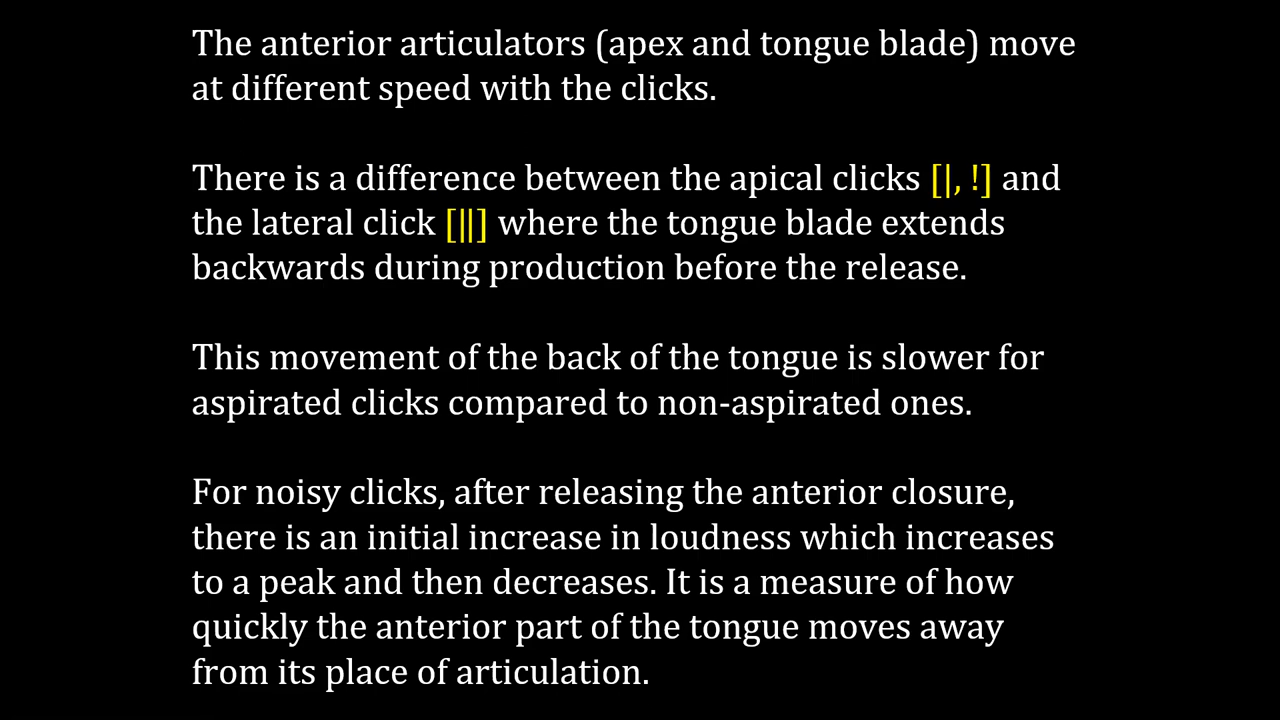 The anterior articulators (apex and tongue blade) move
at different speed with the clicks.
There is a difference between the apical clicks [|, !] and
the lateral click [||] where the tongue blade extends
backwards during production before the release.
This movement of the back of the tongue is slower for
aspirated clicks compared to non-aspirated ones.
For noisy clicks, after releasing the anterior closure,
there is an initial increase in loudness which increases
to a peak and then decreases. It is a measure of how
quickly the anterior part of the tongue moves away
from its place of articulation.